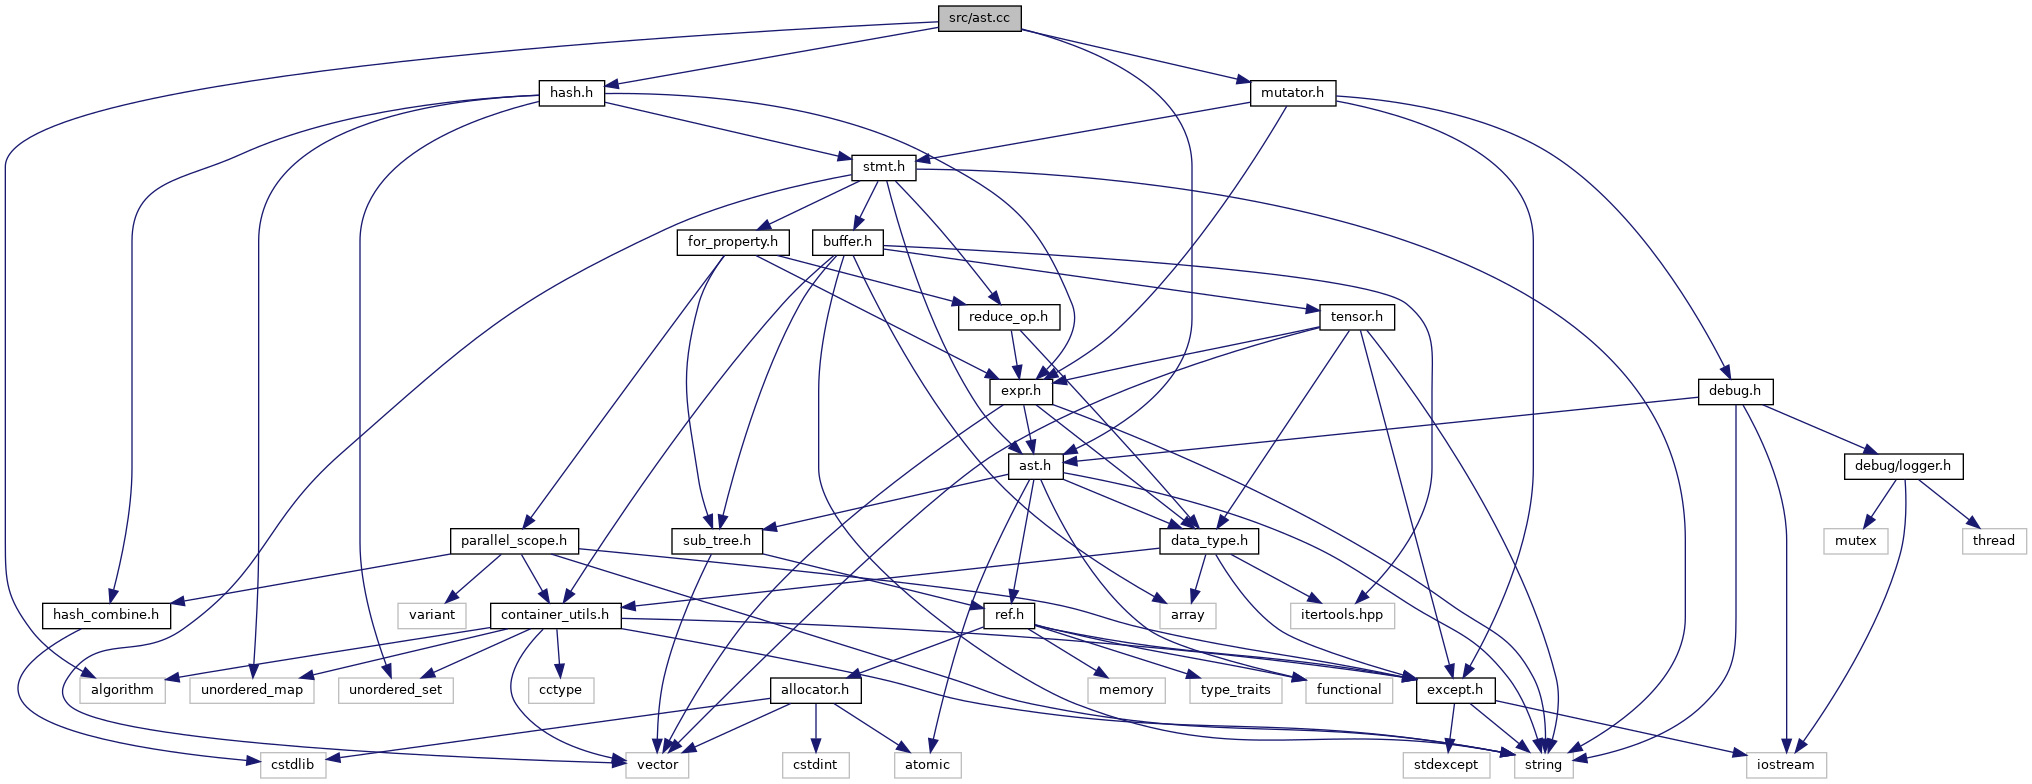 src/ast.cc
hash.h
mutator.h
stmt.h
for_property.h
buffer.h
reduce_op.h
tensor.h
expr.h
debug.h
ast.h
debug/logger.h
parallel_scope.h
sub_tree.h
data_type.h
mutex
thread
hash_combine.h
variant
container_utils.h
ref.h
array
itertools.hpp
algorithm
unordered_map
unordered_set
cctype
allocator.h
memory
type_traits
functional
except.h
cstdlib
vector
cstdint
atomic
stdexcept
string
iostream